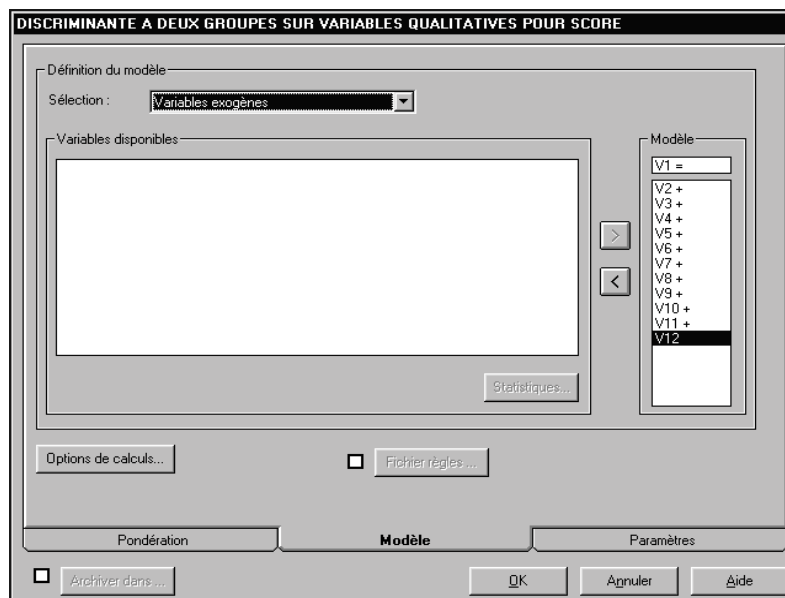 DISCRIMINANTE A DEUX GROUPES SUR VARIABLES QUALITATIVES POUR SCORE
Définition du modèle
Sélection :
Variables exogènes
Variables disponibles
Modèle
V1 =
V2 +
V3 +
V4 +
V5 +
V6 +
V7 +
V8 +
V9 +
V10 +
V11 +
V12
>
<
Statistiques...
Options de calculs...
Fichier règles ...
Pondération
Modèle
Paramètres
Archiver dans ...
OK
Annuler
Aide